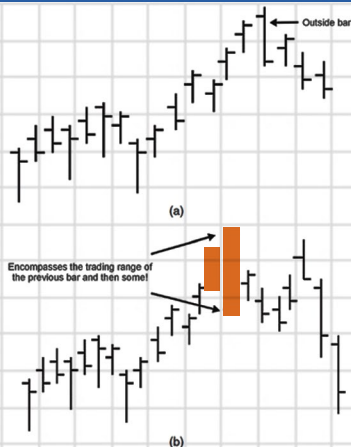 Outside bar
(a)
Encompasses the trading range of
the previous bar and then some!
(b)